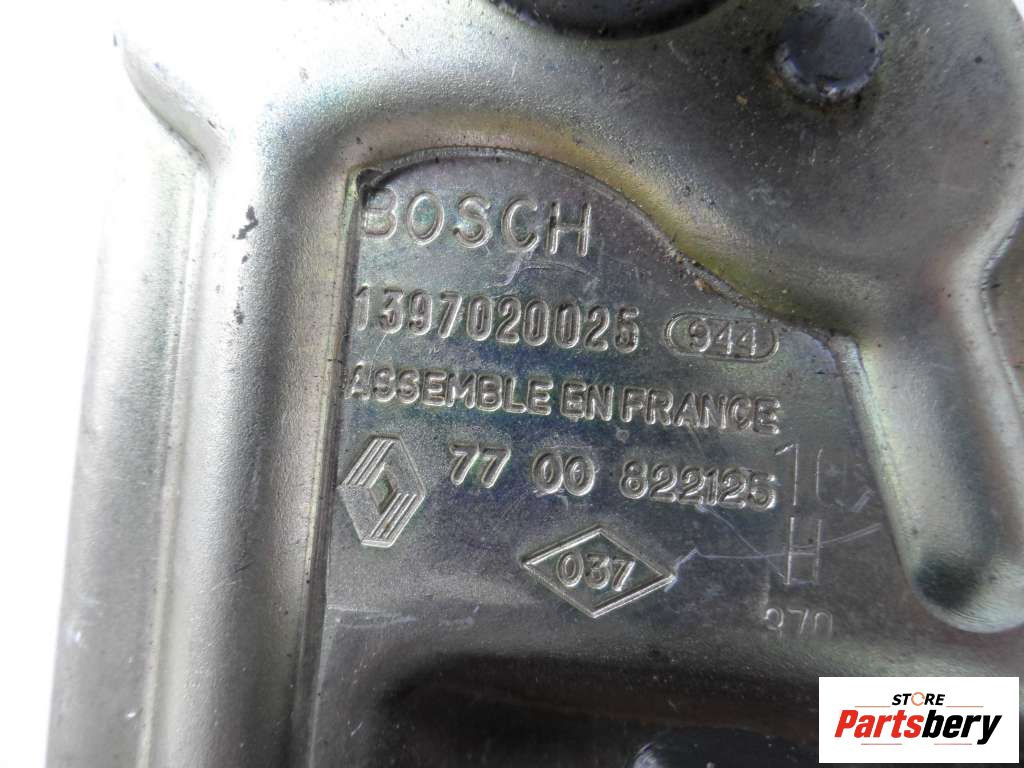 BOSCH
1397020025 944
ASSEMBLE EN FRANCE
77 00 822125
037
H
370
STORE
Partsbery